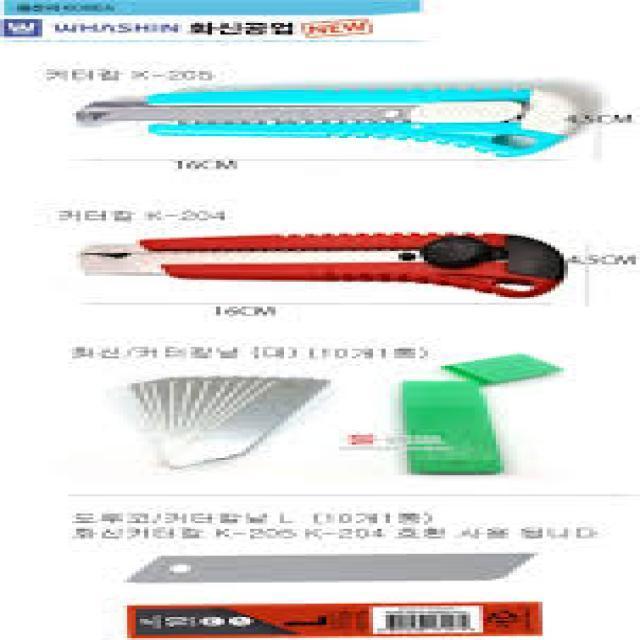 WHASHIN 화신공업 NEW
커터칼 K-205
4.5CM
16CM
커터칼 K-204
4.5CM
16CM
화신/커터칼날 (대) (10개1통)
도루코/커터칼날 L (10개1통)
화신커터칼 K-205 K-204 호환 사용 됩니다